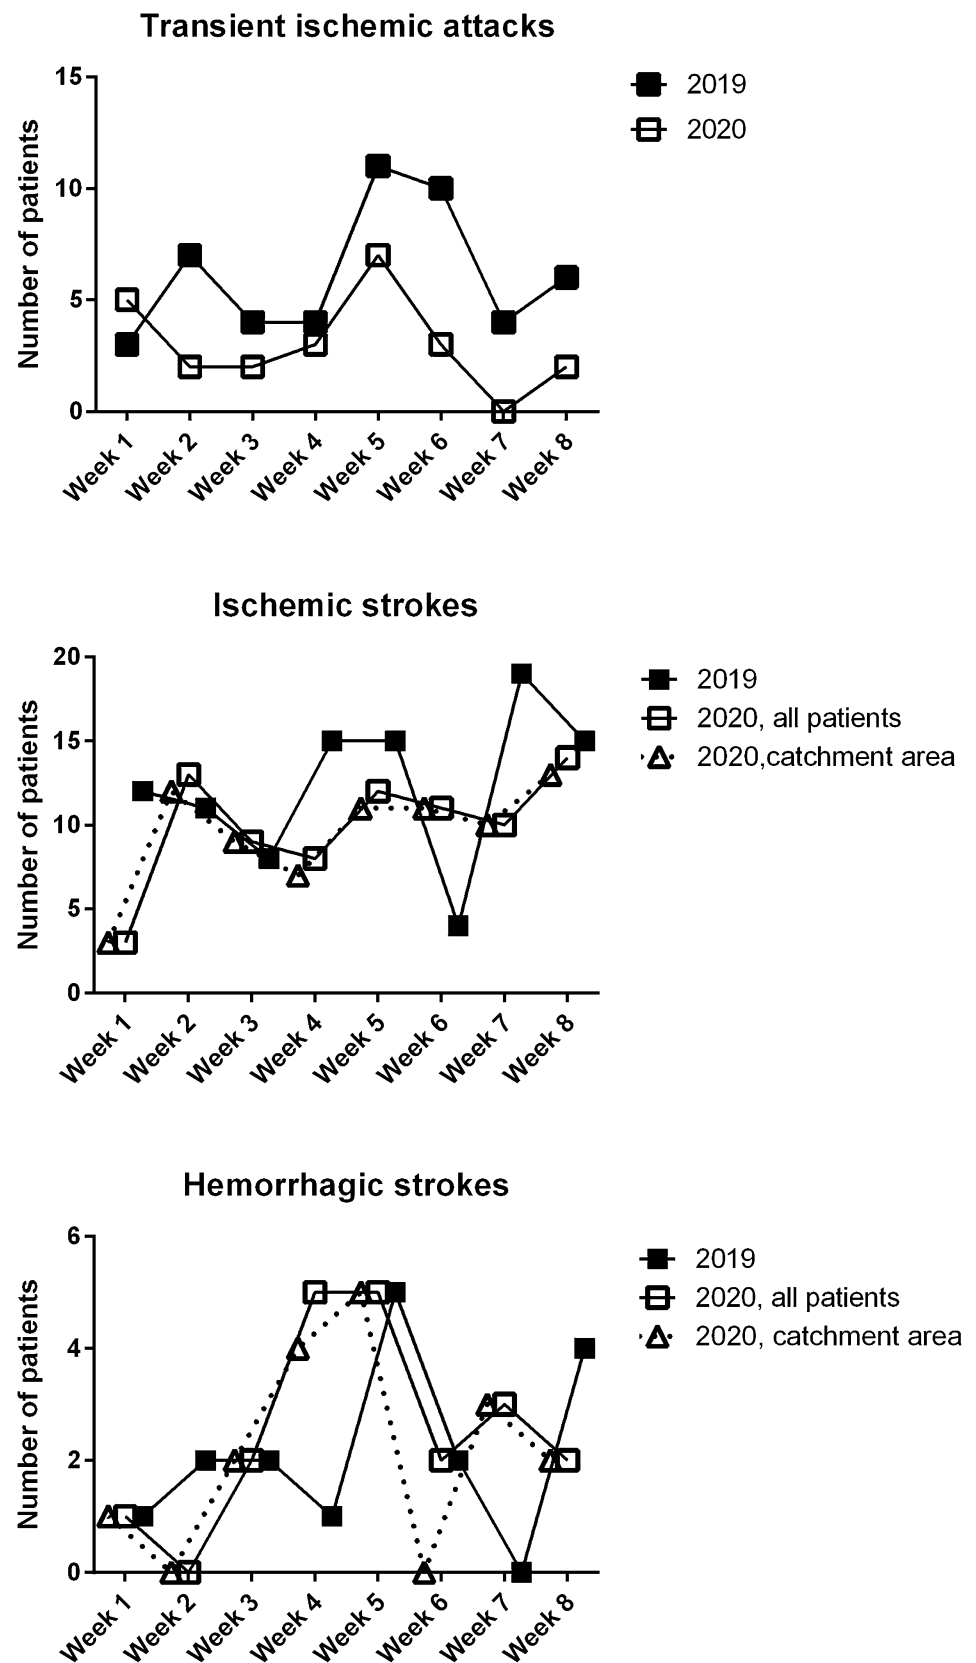 Transient ischemic attacks
Number of patients
15
10
5
0
Week 1
Week 2
Week 3
Week 4
Week 5
Week 6
Week 7
Week 8
2019
2020
Ischemic strokes
Number of patients
20
15
10
5
0
Week 1
Week 2
Week 3
Week 4
Week 5
Week 6
Week 7
Week 8
2019
2020, all patients
2020,catchment area
Hemorrhagic strokes
Number of patients
6
4
2
0
Week 1
Week 2
Week 3
Week 4
Week 5
Week 6
Week 7
Week 8
2019
2020, all patients
2020, catchment area